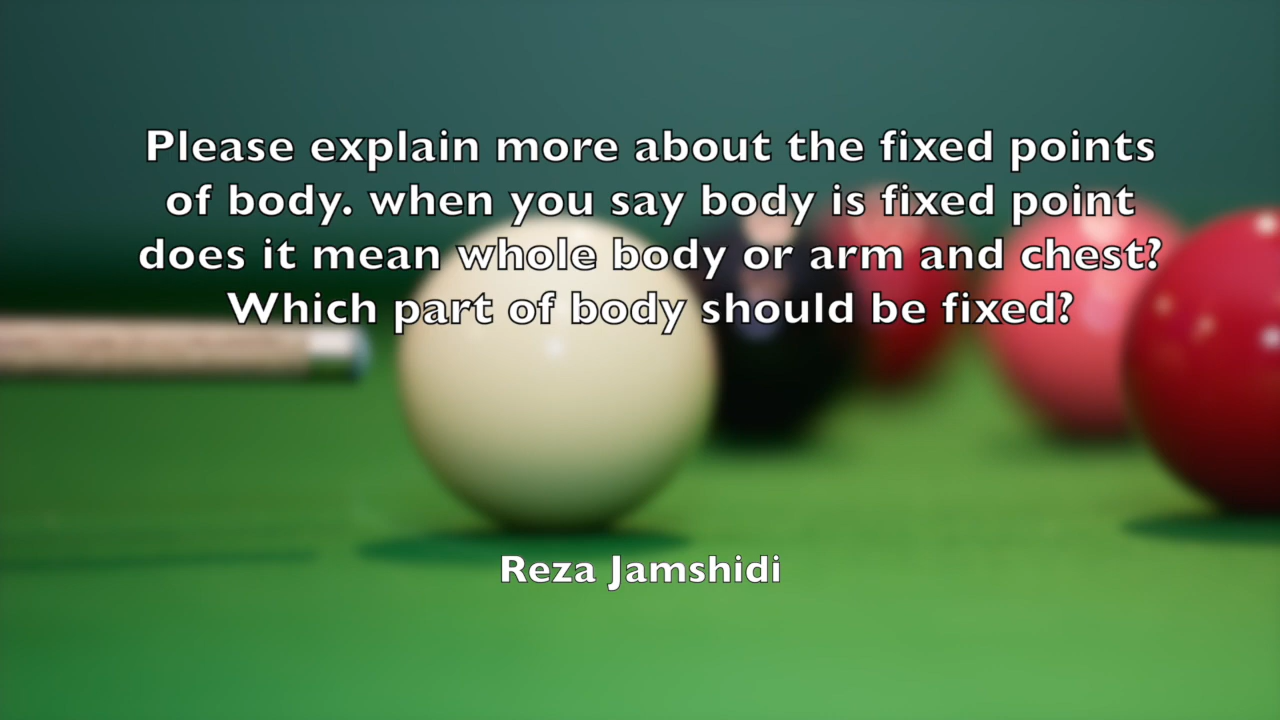 Please explain more about the fixed points
of body. when you say body is fixed point
does it mean whole body or arm and chest?
Which part of body should be fixed?
Reza Jamshidi